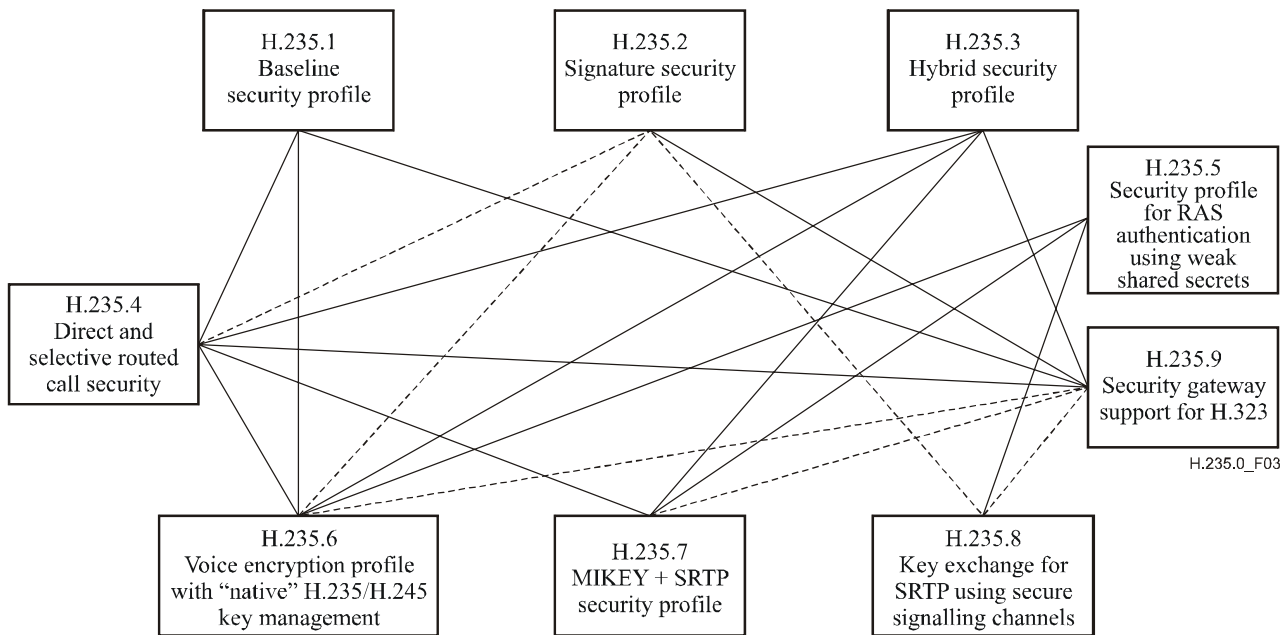 H.235.1
Baseline
security profile
H.235.2
Signature security
profile
H.235.3
Hybrid security
profile
H.235.5
Security profile
for RAS
authentication
using weak
shared secrets
H.235.4
Direct and
selective routed
call security
H.235.9
Security gateway
support for H.323
H.235.0_F03
H.235.6
Voice encryption profile
with “native” H.235/H.245
key management
H.235.7
MIKEY + SRTP
security profile
H.235.8
Key exchange for
SRTP using secure
signalling channels